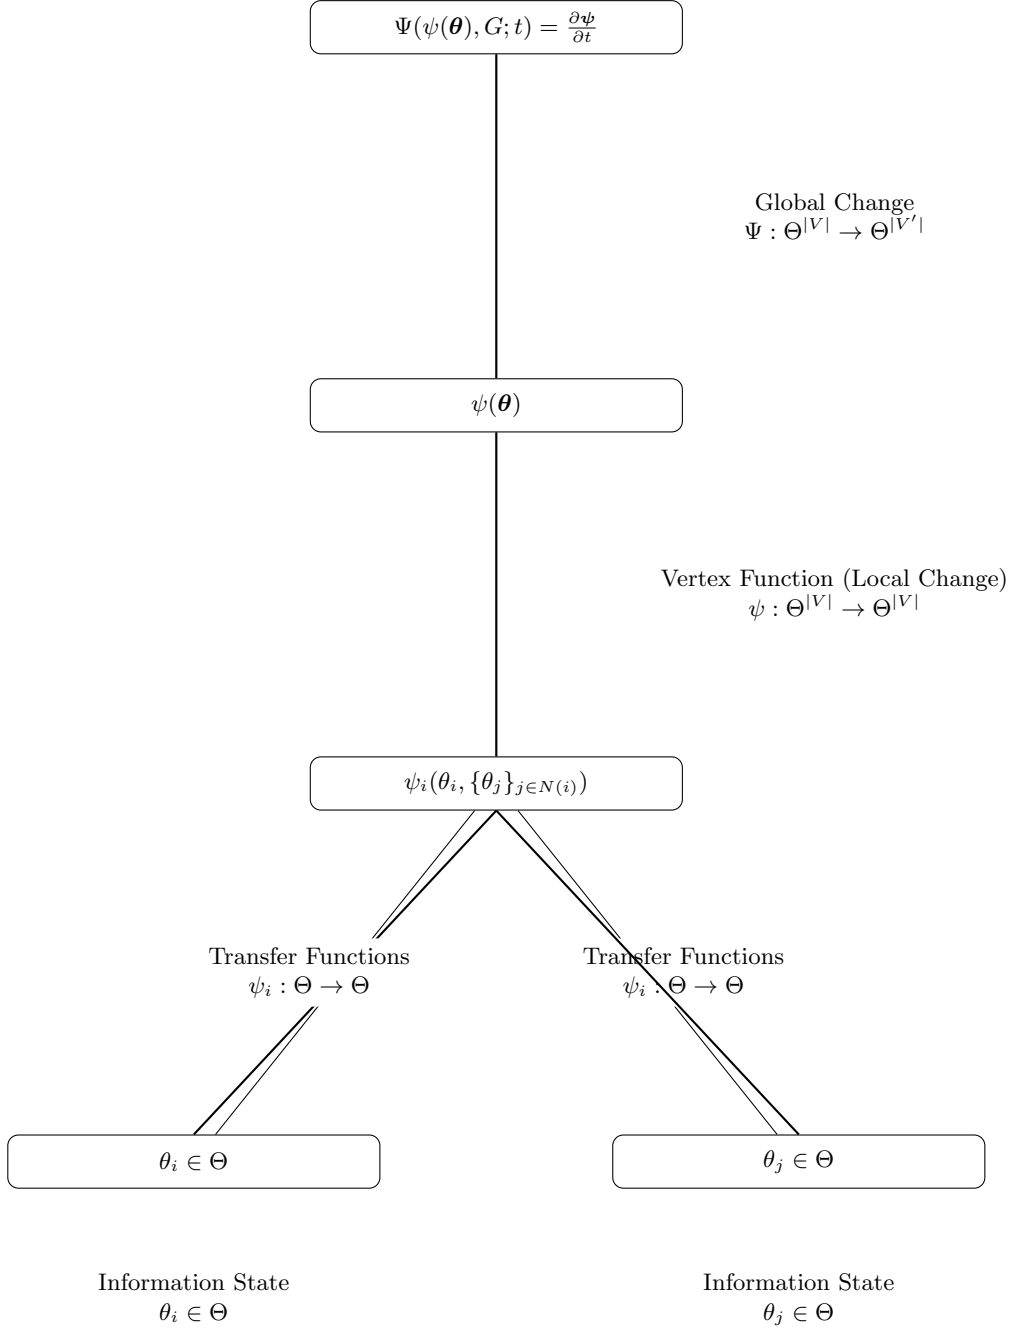 Ψ(ψ(𝜽), G; t) = ∂𝝍/∂t
Global Change
Ψ : Θ^|V| → Θ^|V′|
ψ(𝜽)
Vertex Function (Local Change)
ψ : Θ^|V| → Θ^|V|
ψ_i(θ_i, {θ_j}_{j∈N(i)})
Transfer Functions
ψ_i : Θ → Θ
Transfer Functions
ψ_i : Θ → Θ
θ_i ∈ Θ
θ_j ∈ Θ
Information State
θ_i ∈ Θ
Information State
θ_j ∈ Θ